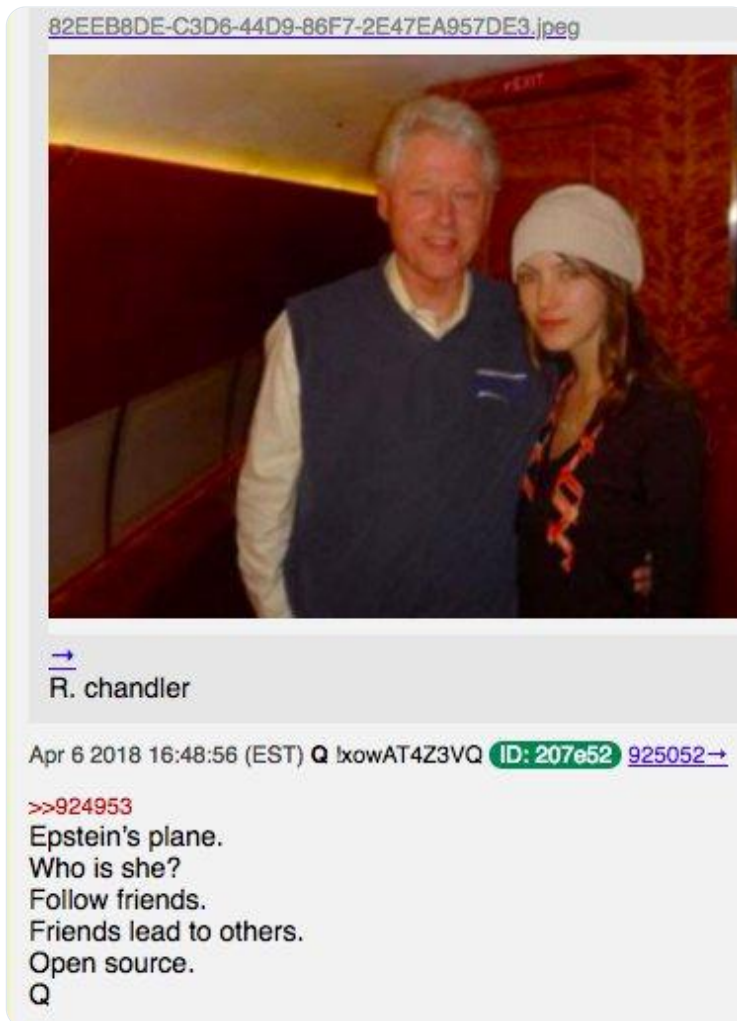 82EEB8DE-C3D6-44D9-86F7-2E47EA957DE3.jpeg
EXIT
→
R. chandler
Apr 6 2018 16:48:56 (EST) Q !xowAT4Z3VQ ID: 207e52 925052→
>>924953
Epstein's plane.
Who is she?
Follow friends.
Friends lead to others.
Open source.
Q